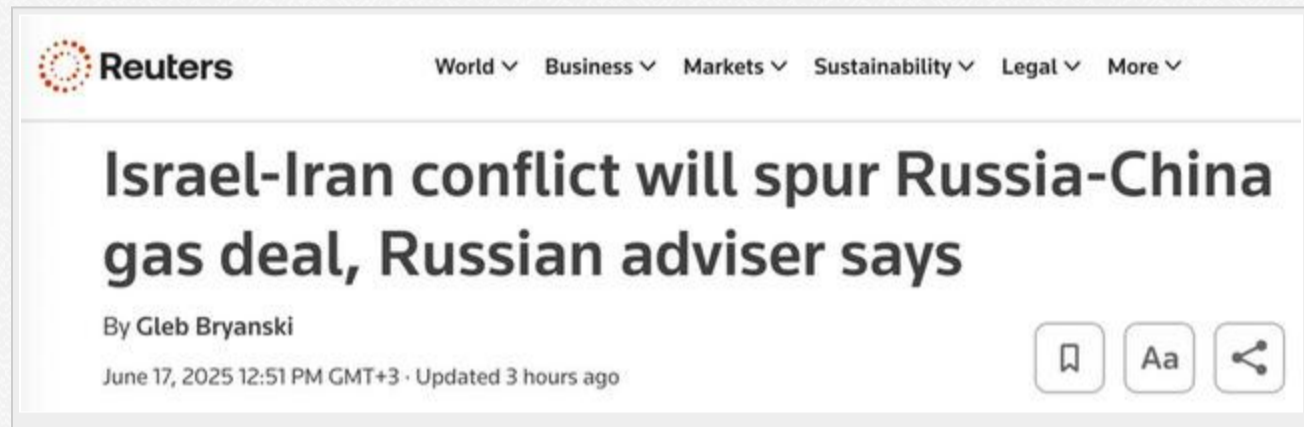 Reuters
World Business Markets Sustainability Legal More
Israel-Iran conflict will spur Russia-China
gas deal, Russian adviser says
By Gleb Bryanski
June 17, 2025 12:51 PM GMT+3 · Updated 3 hours ago
Aa